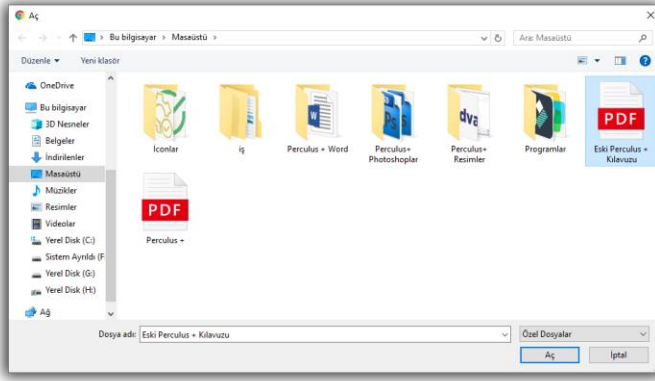 Aç
Bu bilgisayar > Masaüstü >
Ara: Masaüstü
Düzenle
Yeni klasör
OneDrive
Bu bilgisayar
3D Nesneler
Belgeler
İndirilenler
Masaüstü
Müzikler
Resimler
Videolar
Yerel Disk (C:)
Sistem Ayrıldı (F
Yerel Disk (G:)
Yerel Disk (H:)
Ağ
İconlar
iş
Perculus + Word
Perculus+
Photoshoplar
dva
Perculus+
Resimler
Programlar
PDF
Eski Perculus +
Kılavuzu
PDF
Perculus +
Dosya adı:
Eski Perculus + Kılavuzu
Özel Dosyalar
Aç
İptal